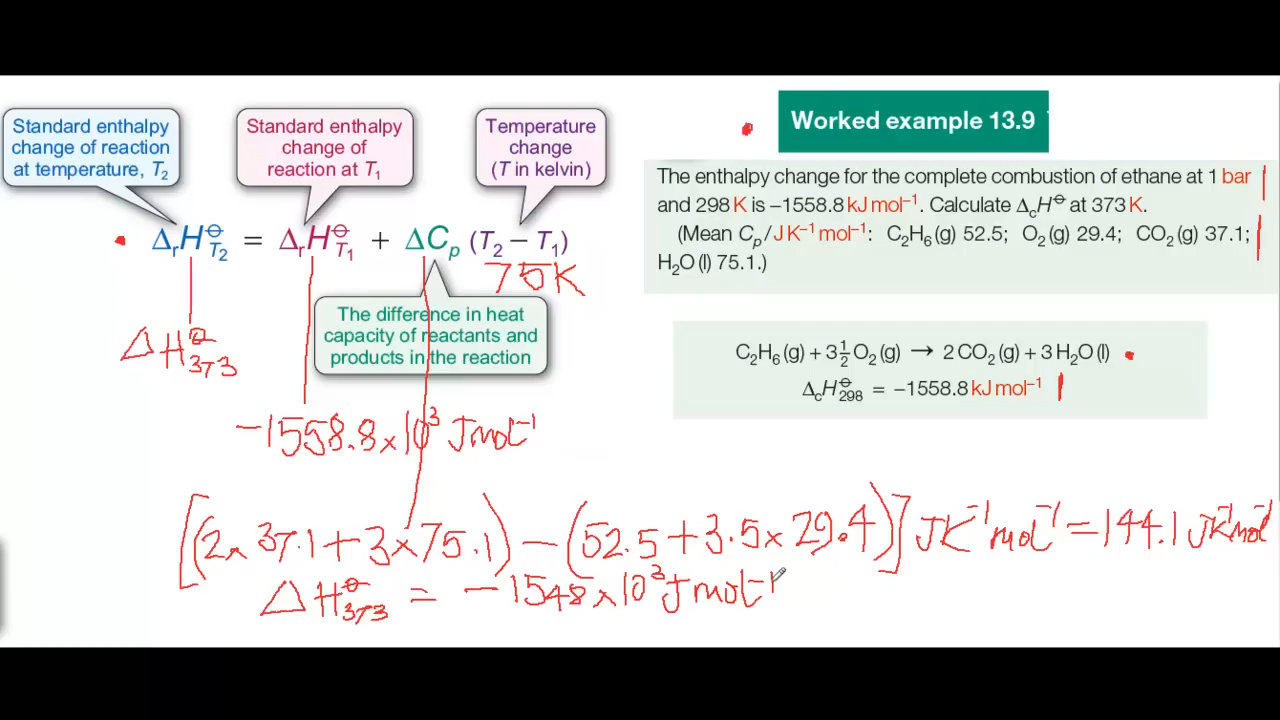 Worked example 13.9
Standard enthalpy
change of reaction
at temperature, T₂
Standard enthalpy
change of
reaction at T₁
Temperature
change
(T in kelvin)
ΔᵣH⦵T₂ = ΔᵣH⦵T₁ + ΔCₚ (T₂ − T₁)
75K
The difference in heat
capacity of reactants and
products in the reaction
ΔH⦵373
−1558.8×10³ Jmol⁻¹
The enthalpy change for the complete combustion of ethane at 1 bar
and 298 K is −1558.8 kJ mol⁻¹. Calculate ΔcH⦵ at 373 K.
(Mean Cₚ/J K⁻¹ mol⁻¹: C₂H₆ (g) 52.5; O₂ (g) 29.4; CO₂ (g) 37.1;
H₂O (l) 75.1.)
C₂H₆ (g) + 3½ O₂ (g) → 2 CO₂ (g) + 3 H₂O (l)
ΔcH⦵298 = −1558.8 kJ mol⁻¹
[(2×37.1+3×75.1)−(52.5+3.5×29.4)] JK⁻¹mol⁻¹=144.1 JK⁻¹mol⁻¹
ΔH⦵373 = −1548×10³ Jmol⁻¹